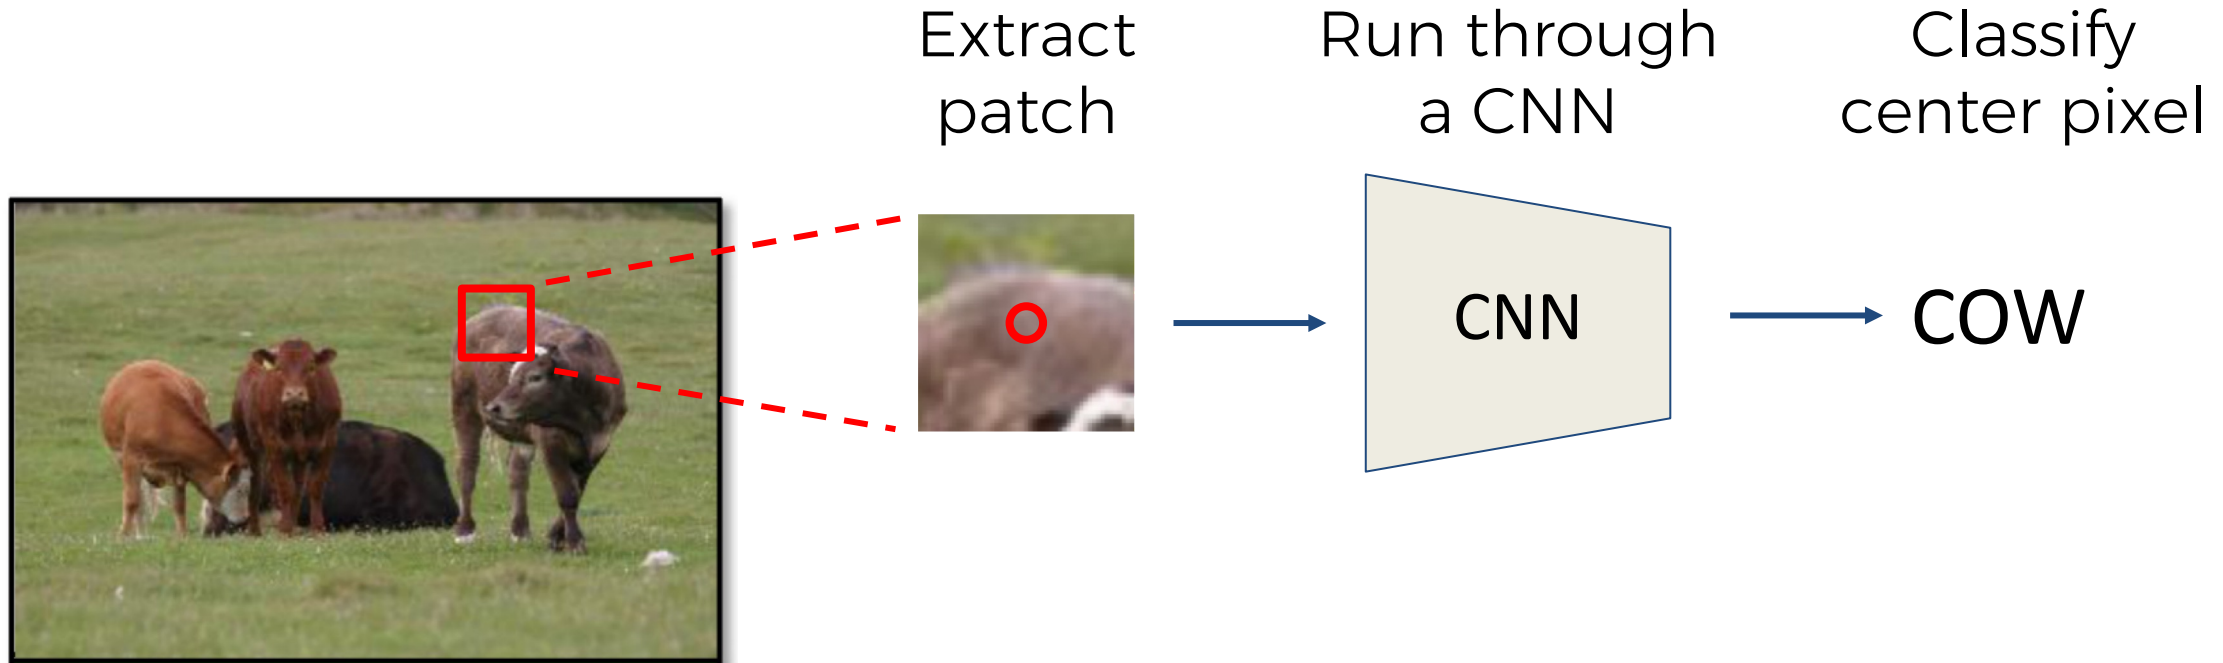 Extract
patch
Run through
a CNN
Classify
center pixel
CNN
COW